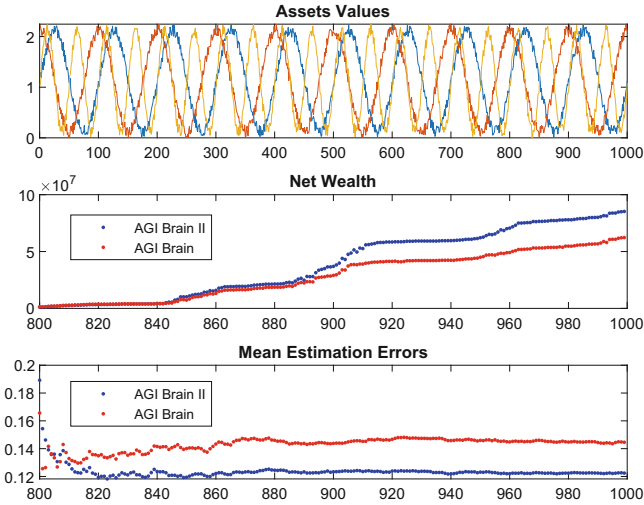 Assets Values
2
1
0
0 100 200 300 400 500 600 700 800 900 1000
×10^7
Net Wealth
10
5
0
AGI Brain II
AGI Brain
800 820 840 860 880 900 920 940 960 980 1000
Mean Estimation Errors
0.2
0.18
0.16
0.14
0.12
AGI Brain II
AGI Brain
800 820 840 860 880 900 920 940 960 980 1000